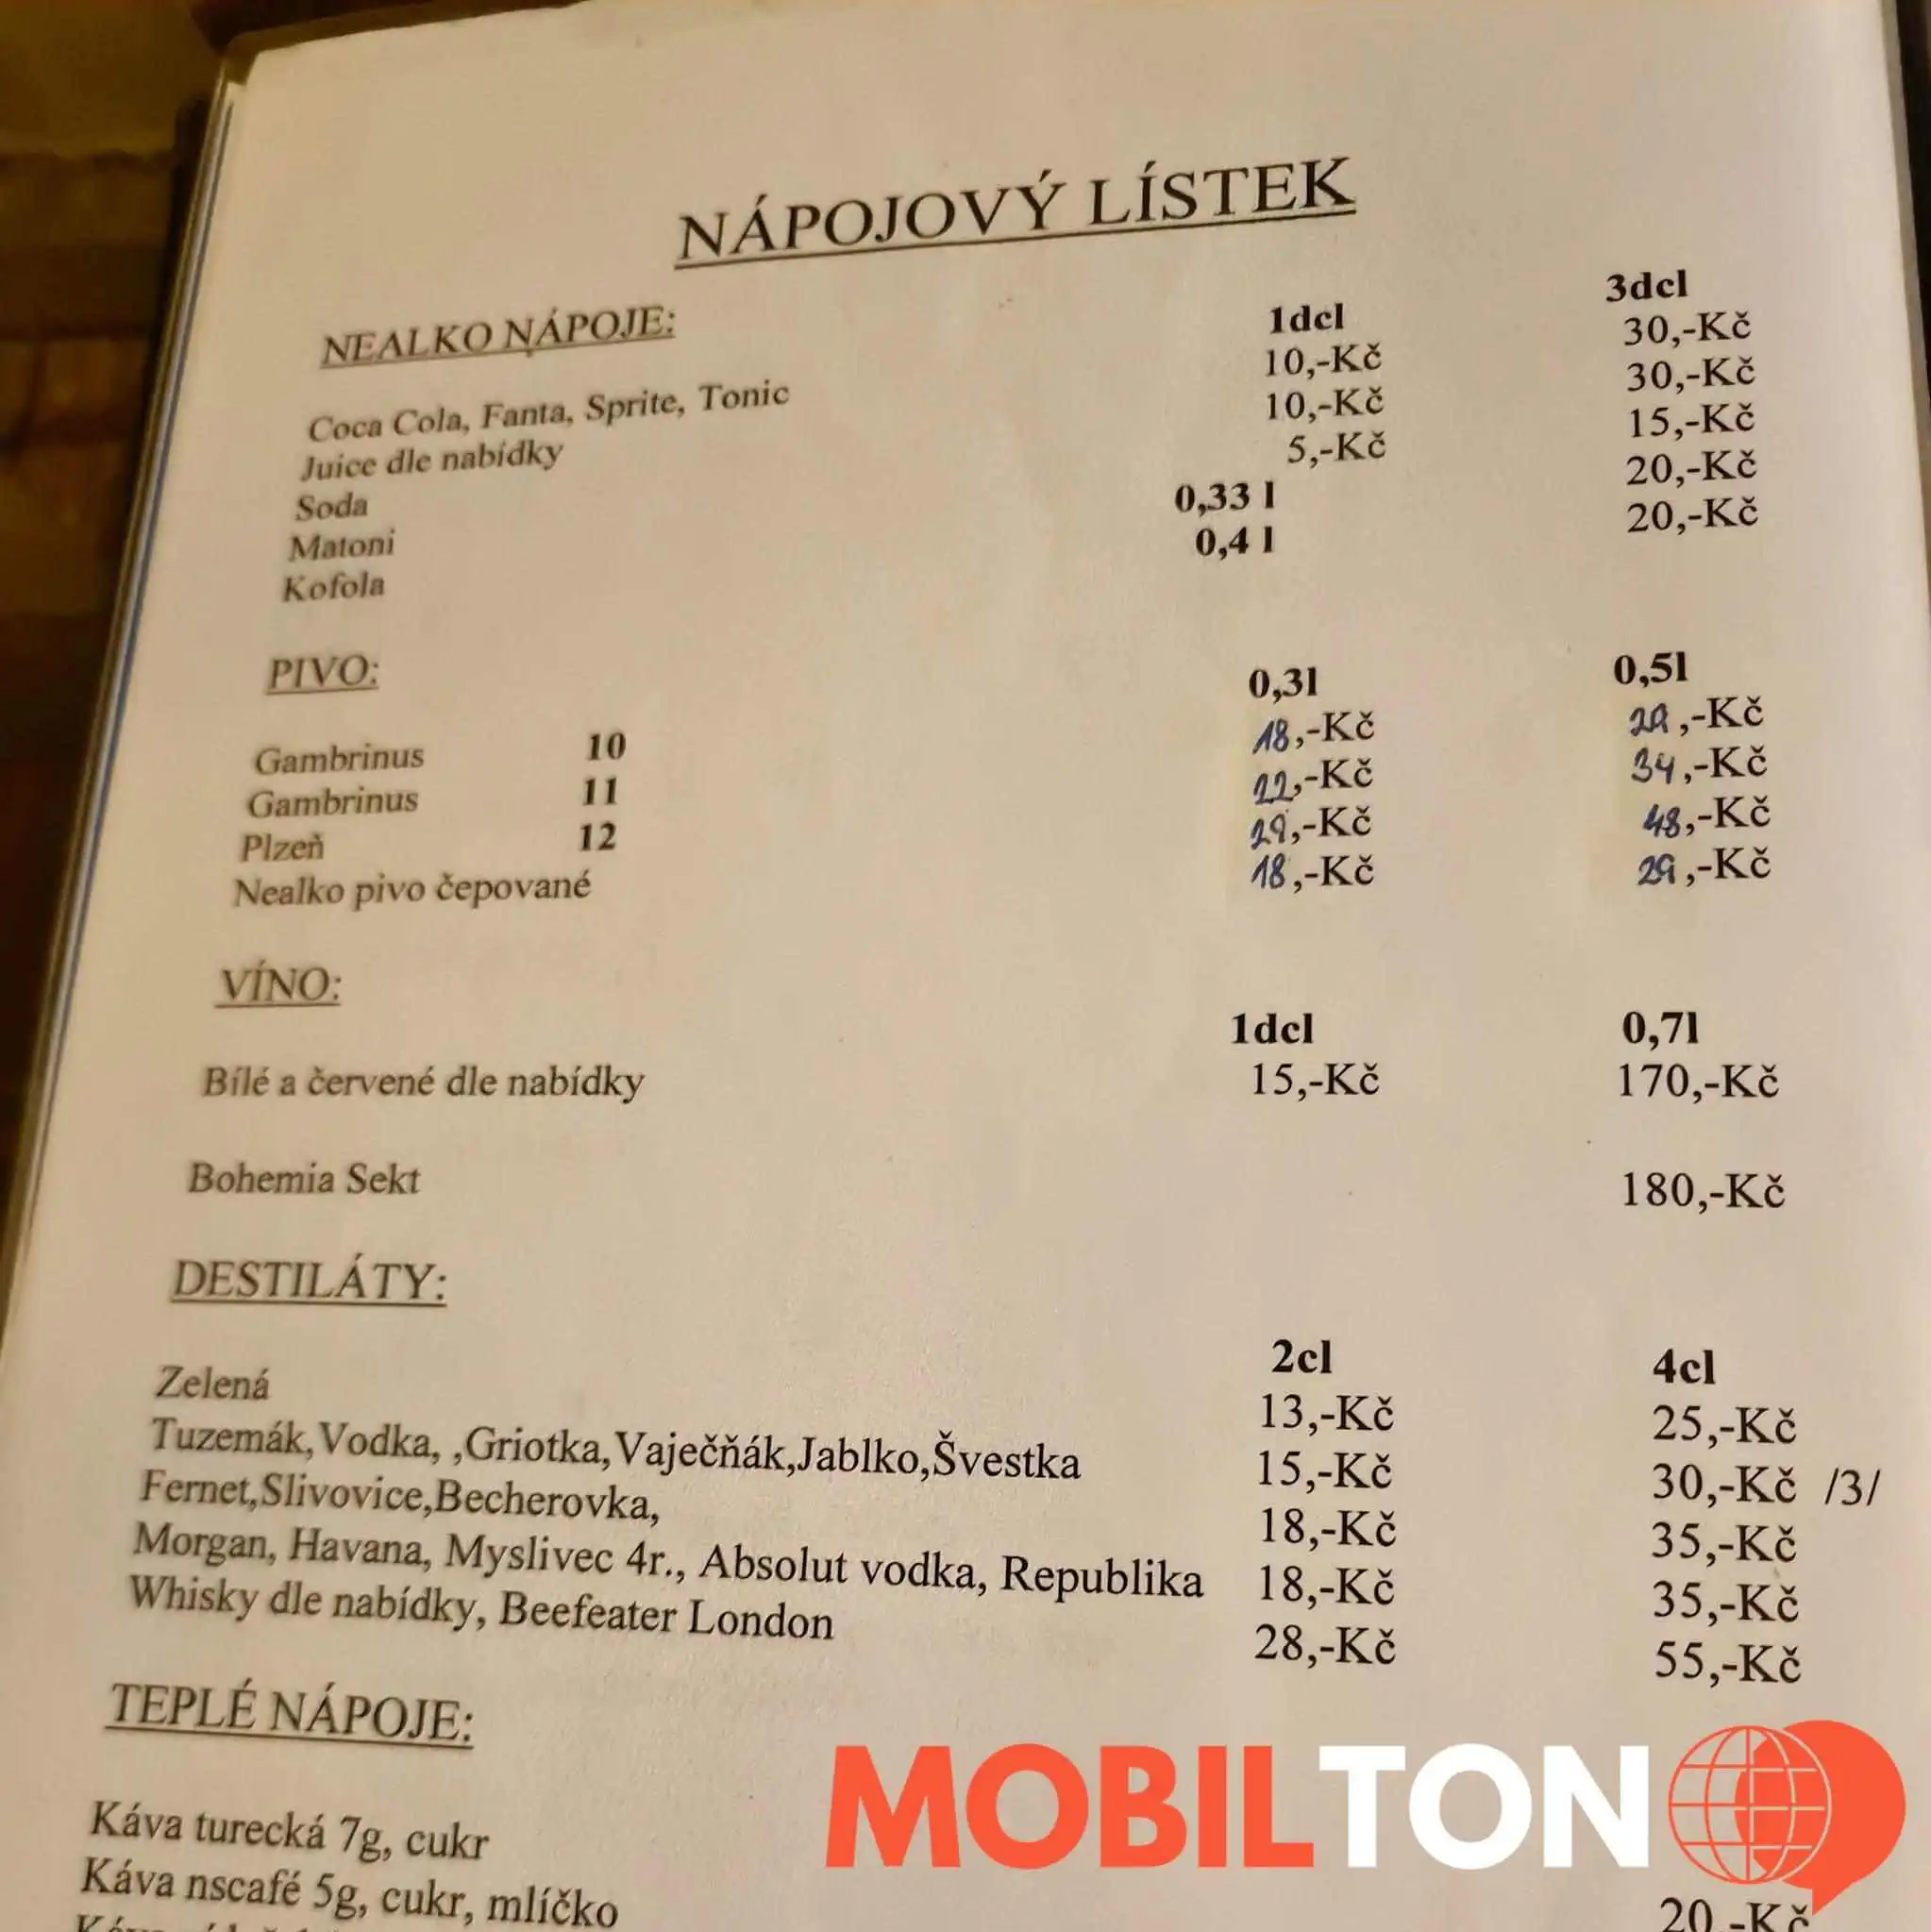 NÁPOJOVÝ LÍSTEK
NEALKO NÁPOJE: 1dcl 3dcl
Coca Cola, Fanta, Sprite, Tonic 10,-Kč 30,-Kč
Juice dle nabídky 10,-Kč 30,-Kč
Soda 5,-Kč 15,-Kč
Matoni 0,33 l 20,-Kč
Kofola 0,4 l 20,-Kč
PIVO: 0,3l 0,5l
Gambrinus 10 18,-Kč 29,-Kč
Gambrinus 11 22,-Kč 34,-Kč
Plzeň 12 29,-Kč 48,-Kč
Nealko pivo čepované 18,-Kč 29,-Kč
VÍNO: 1dcl 0,7l
Bílé a červené dle nabídky 15,-Kč 170,-Kč
Bohemia Sekt 180,-Kč
DESTILÁTY: 2cl 4cl
Zelená 13,-Kč 25,-Kč
Tuzemák,Vodka, ,Griotka,Vaječňák,Jablko,Švestka 15,-Kč 30,-Kč /3/
Fernet,Slivovice,Becherovka, 18,-Kč 35,-Kč
Morgan, Havana, Myslivec 4r., Absolut vodka, Republika 18,-Kč 35,-Kč
Whisky dle nabídky, Beefeater London 28,-Kč 55,-Kč
TEPLÉ NÁPOJE:
Káva turecká 7g, cukr
Káva nscafé 5g, cukr, mlíčko
20,-Kč
MOBILTON